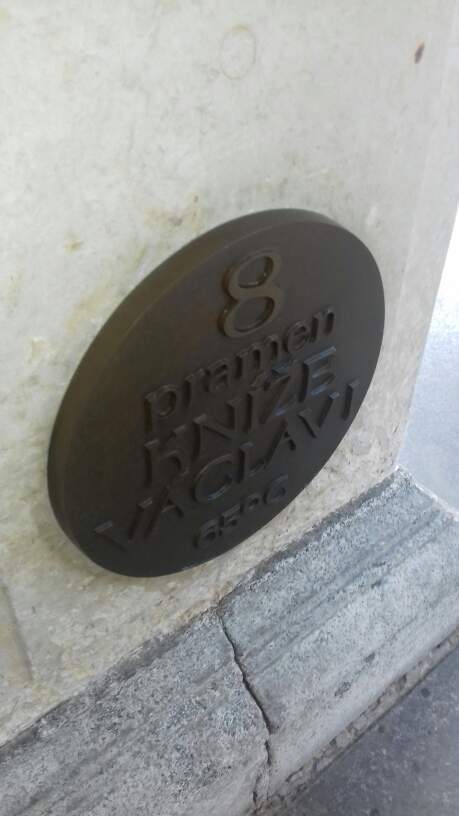 8
pramen
KNÍŽE
VÁCLAV I
65°C